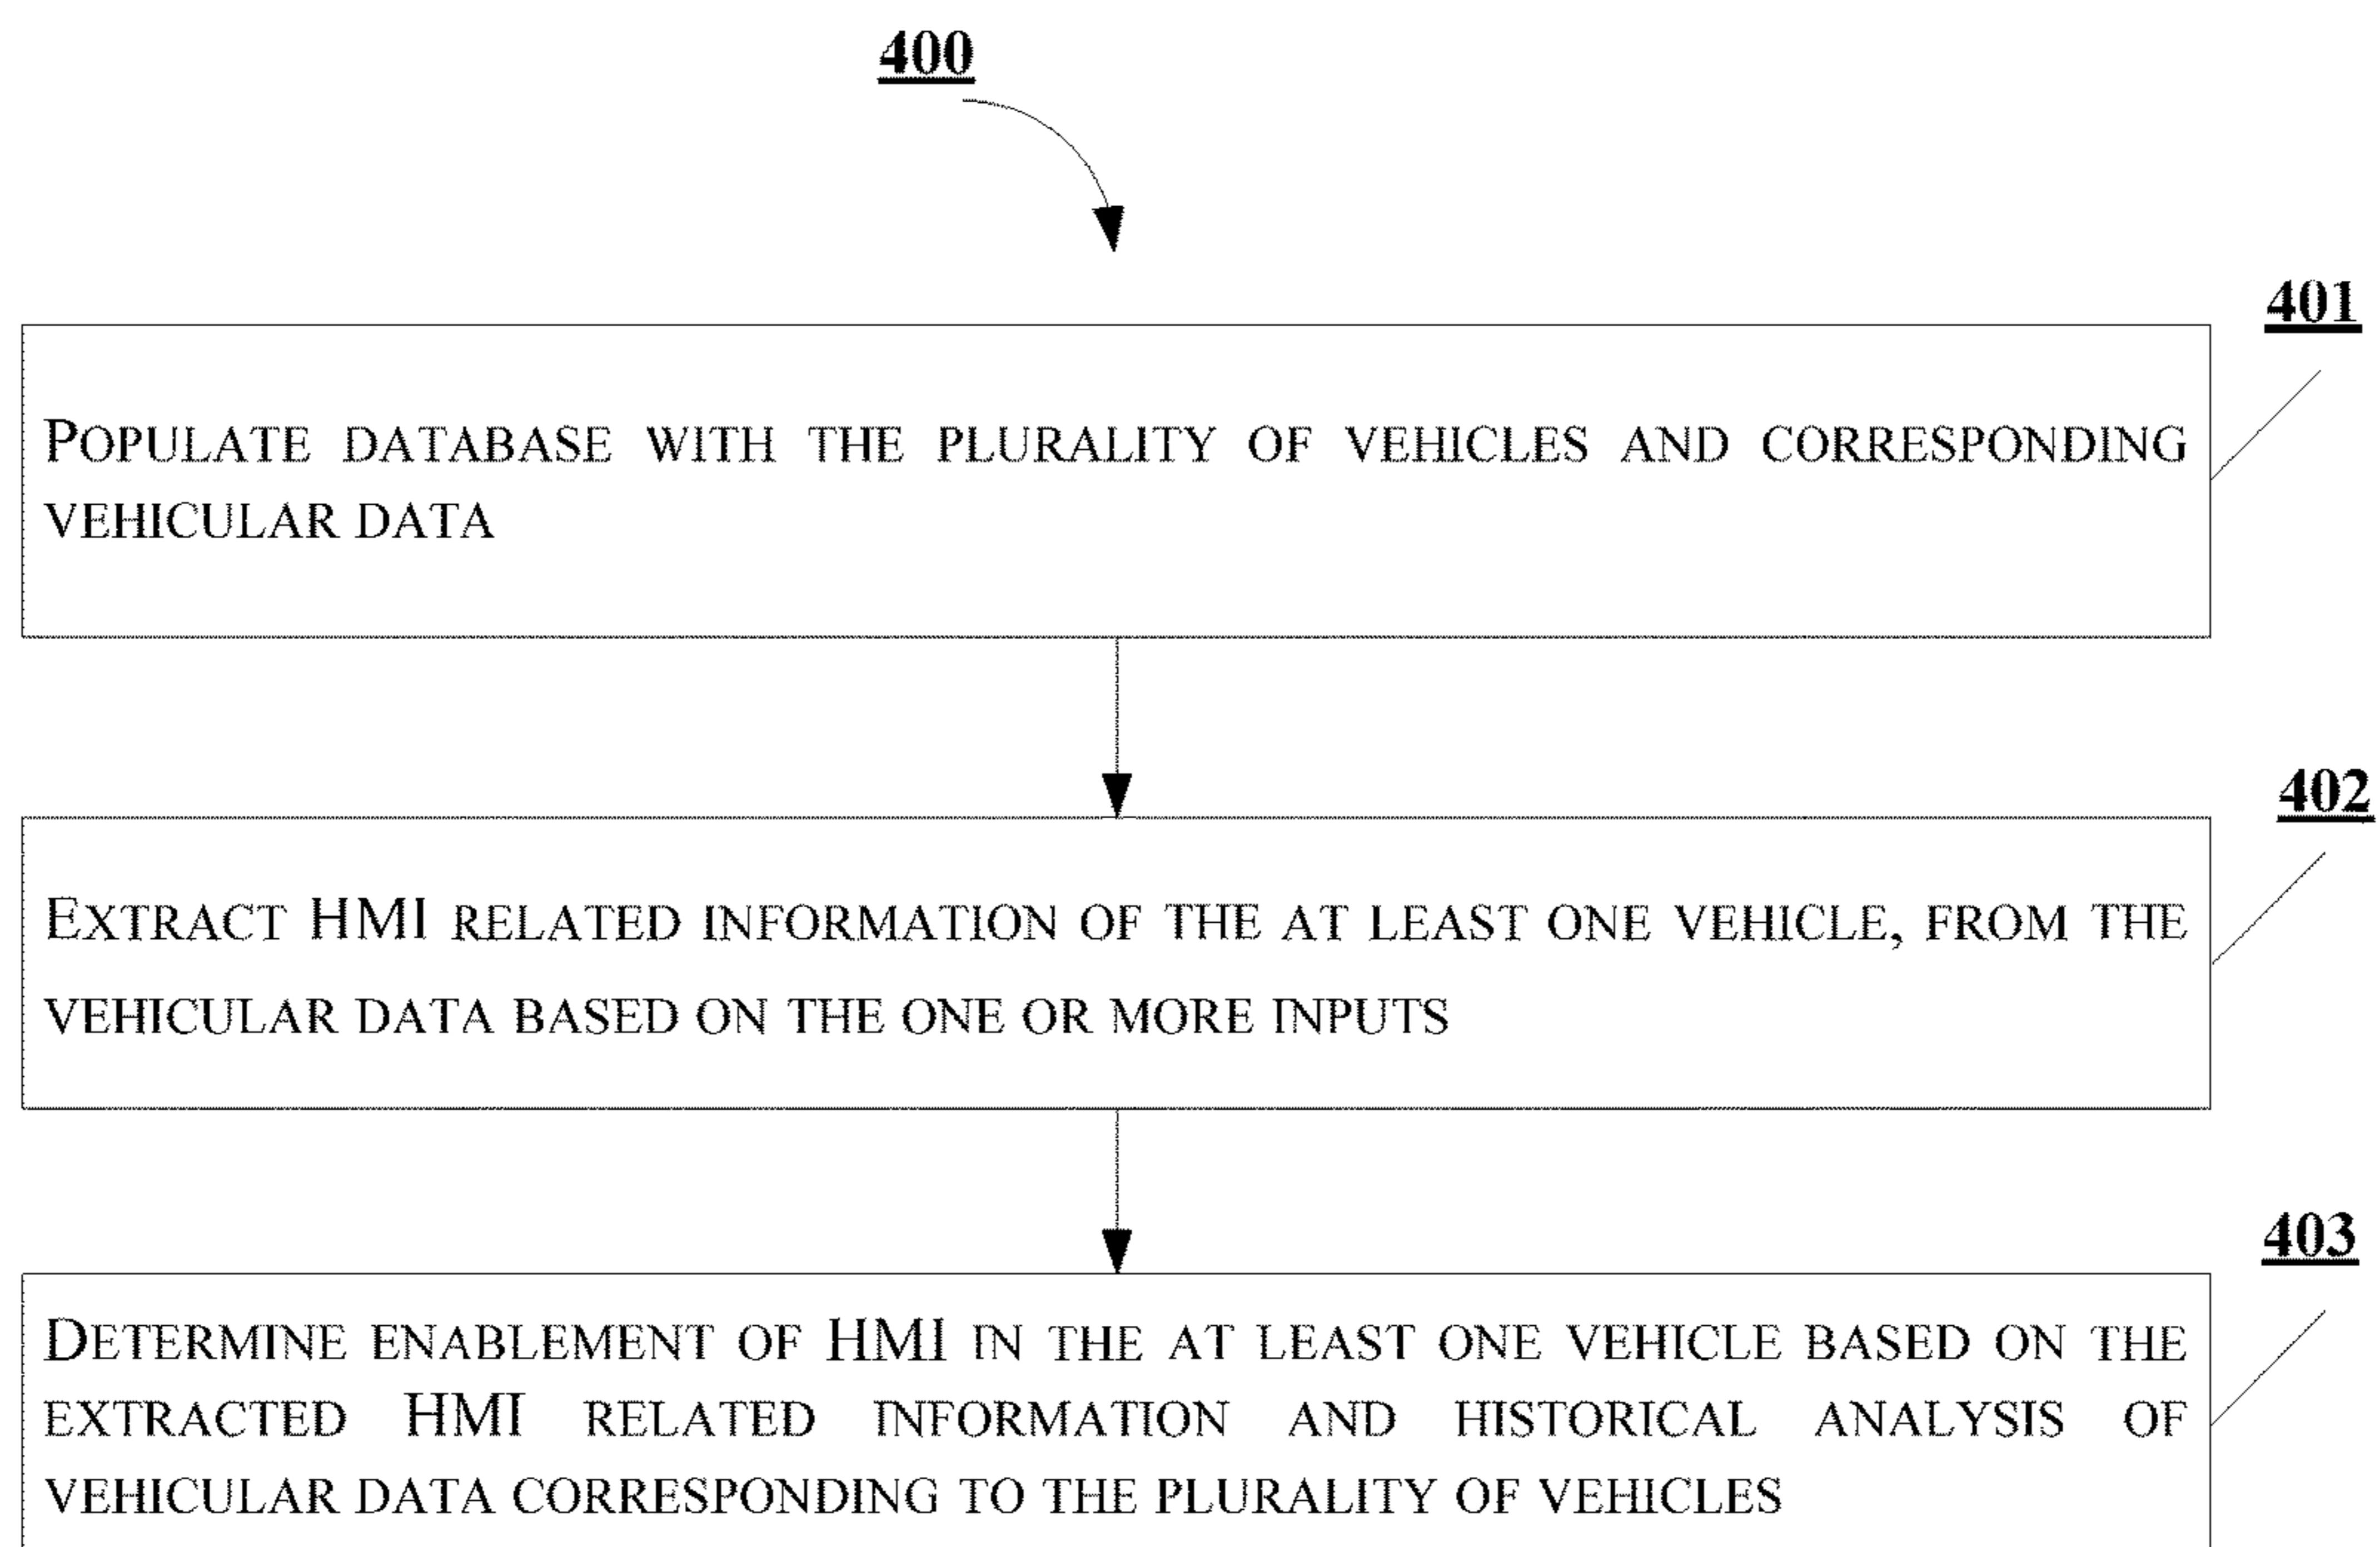 400
401
POPULATE DATABASE WITH THE PLURALITY OF VEHICLES AND CORRESPONDING
VEHICULAR DATA
402
EXTRACT HMI RELATED INFORMATION OF THE AT LEAST ONE VEHICLE, FROM THE
VEHICULAR DATA BASED ON THE ONE OR MORE INPUTS
403
DETERMINE ENABLEMENT OF HMI IN THE AT LEAST ONE VEHICLE BASED ON THE
EXTRACTED HMI RELATED INFORMATION AND HISTORICAL ANALYSIS OF
VEHICULAR DATA CORRESPONDING TO THE PLURALITY OF VEHICLES